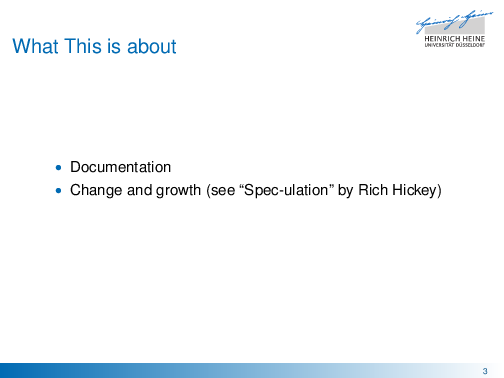 What This is about
HEINRICH HEINE
UNIVERSITÄT DÜSSELDORF
• Documentation
• Change and growth (see “Spec-ulation” by Rich Hickey)
3